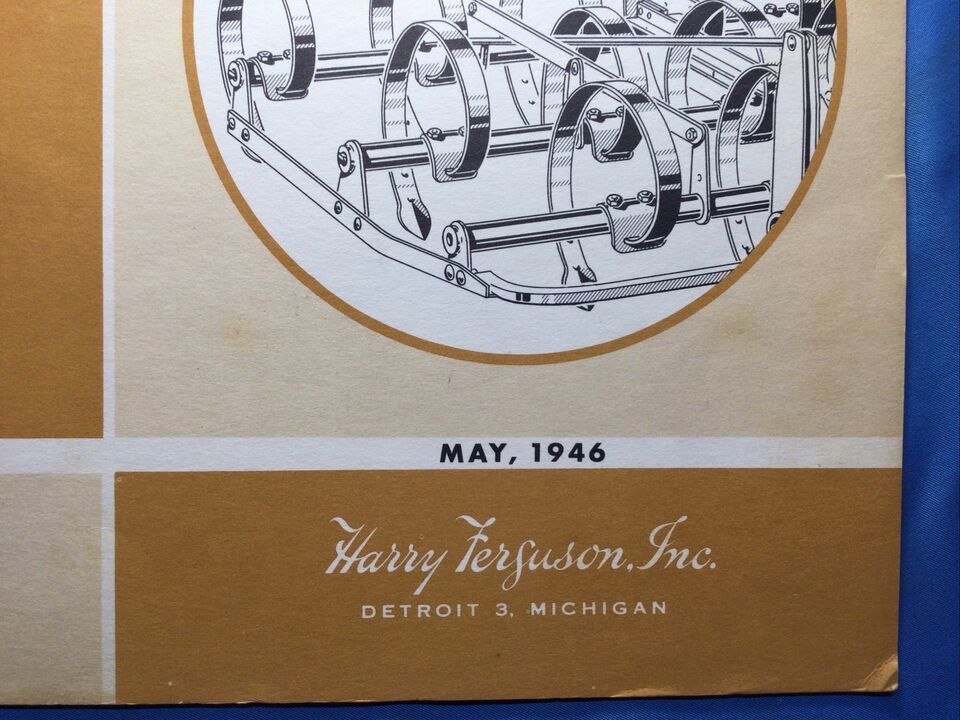 MAY, 1946
Harry Ferguson, Inc.
DETROIT 3, MICHIGAN